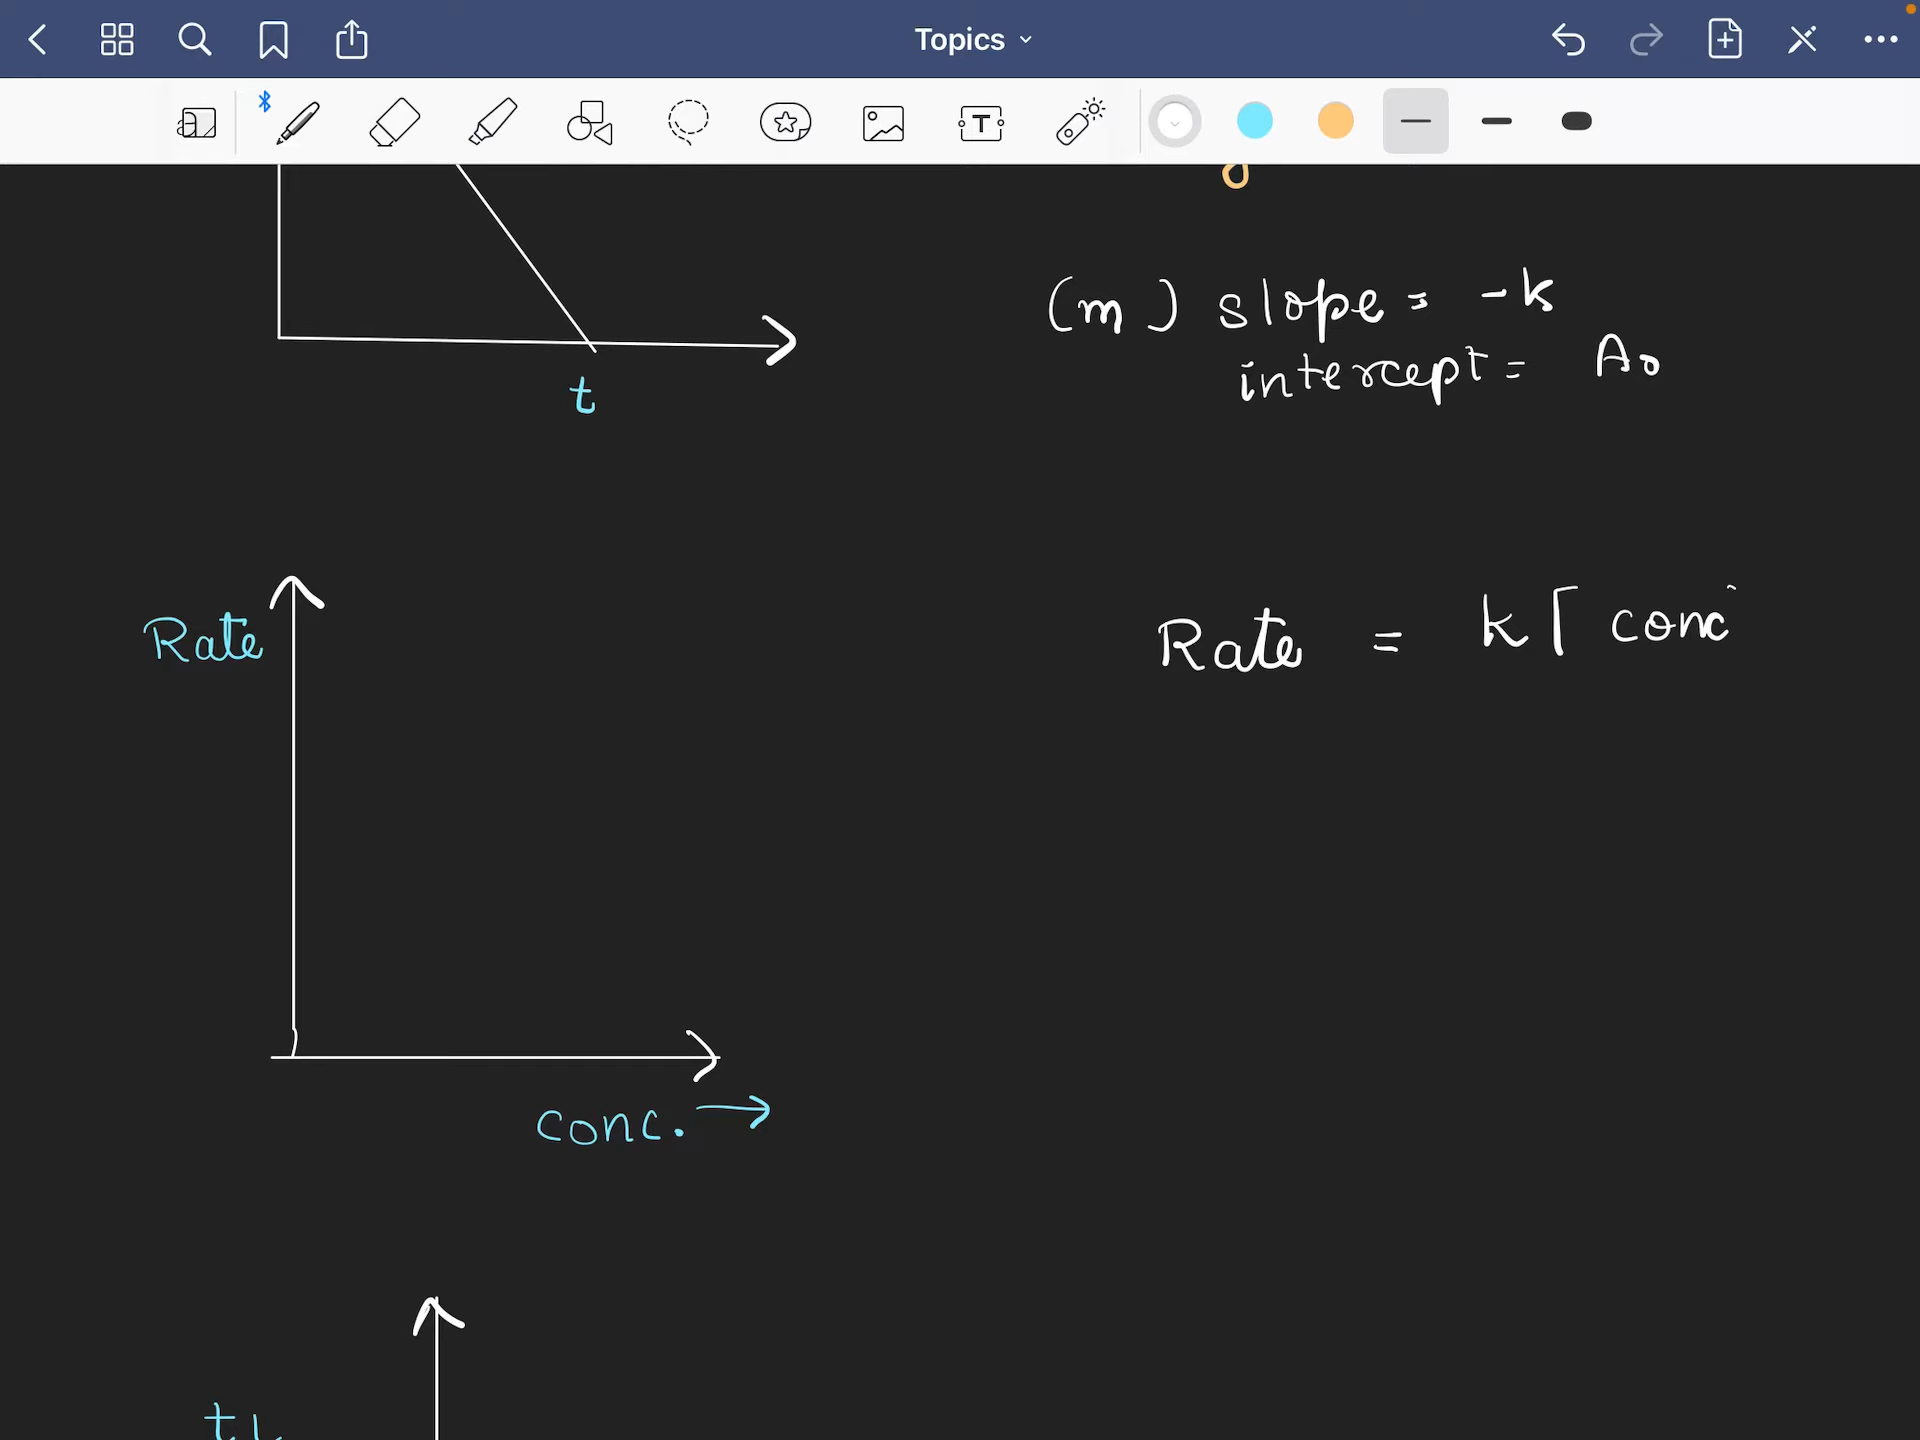 Topics
T
(m) slope = -k
intercept = A0
t
Rate
Rate = k[ conc
conc. →